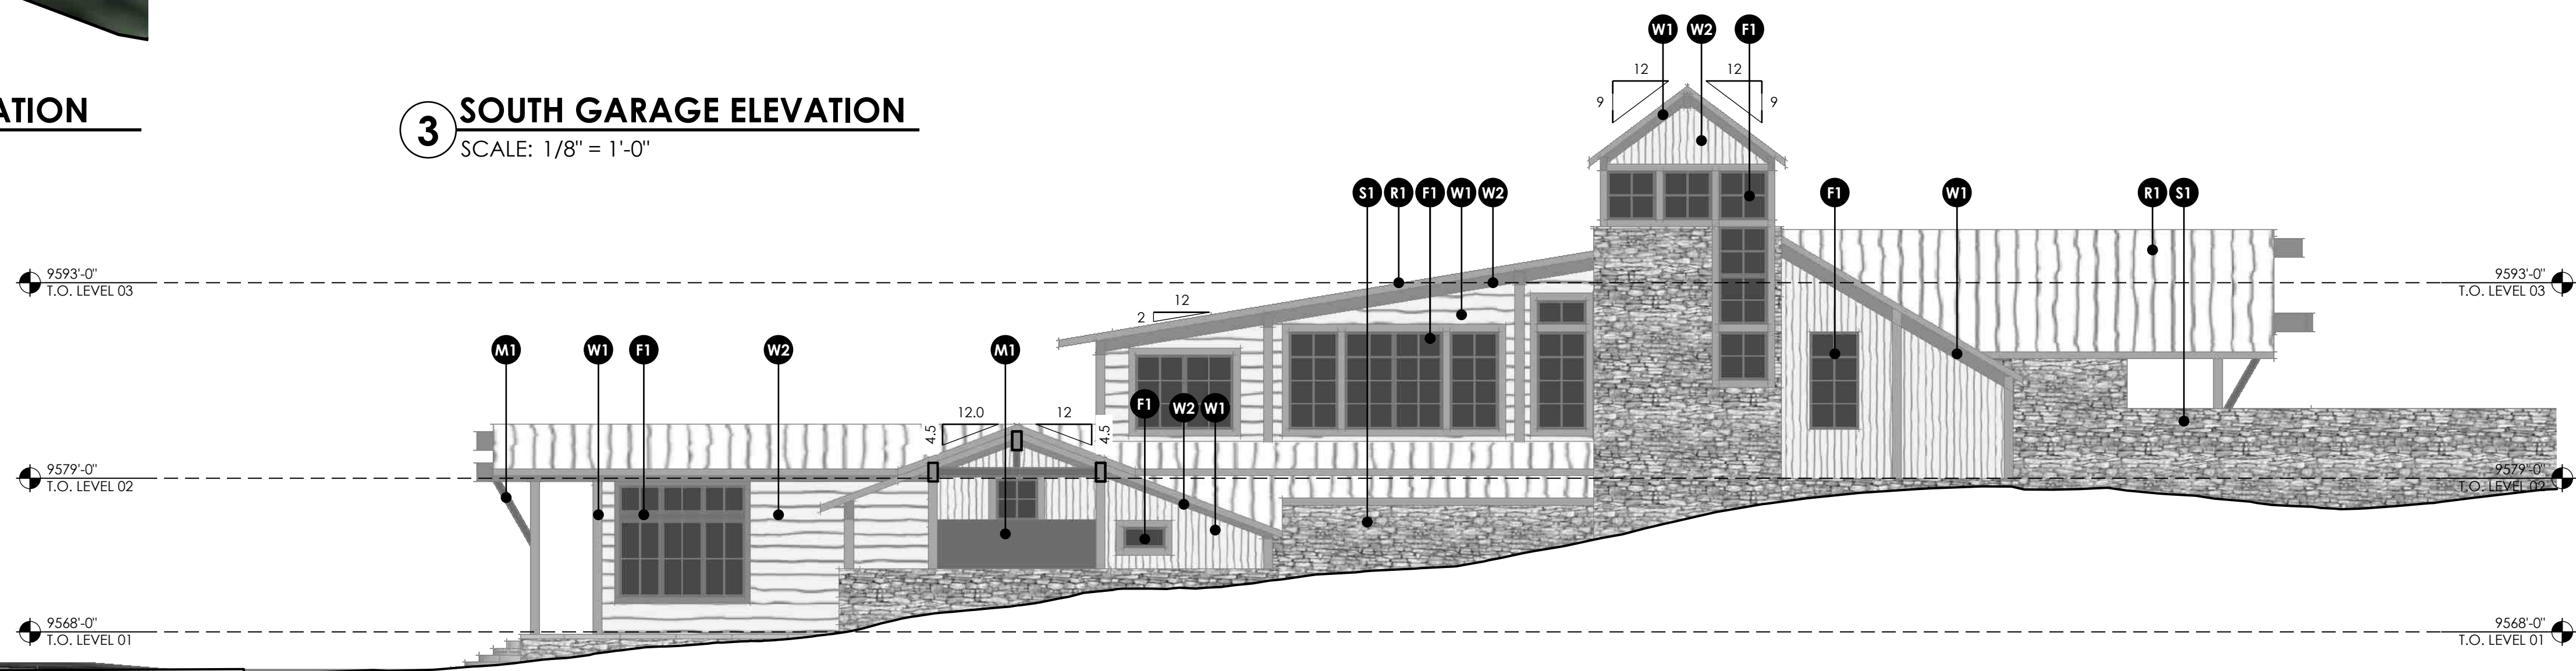 W1 W2 F1
12 12
9 9
ATION
3 SOUTH GARAGE ELEVATION
SCALE: 1/8" = 1'-0"
S1 R1 F1 W1 W2 F1 W1 R1 S1
9593'-0"
T.O. LEVEL 03
9593'-0"
T.O. LEVEL 03
12
2
M1 W1 F1 W2 M1
F1 W2 W1
12.0 12
4.5 4.5
9579'-0"
T.O. LEVEL 02
9579'-0"
T.O. LEVEL 02
9568'-0"
T.O. LEVEL 01
9568'-0"
T.O. LEVEL 01